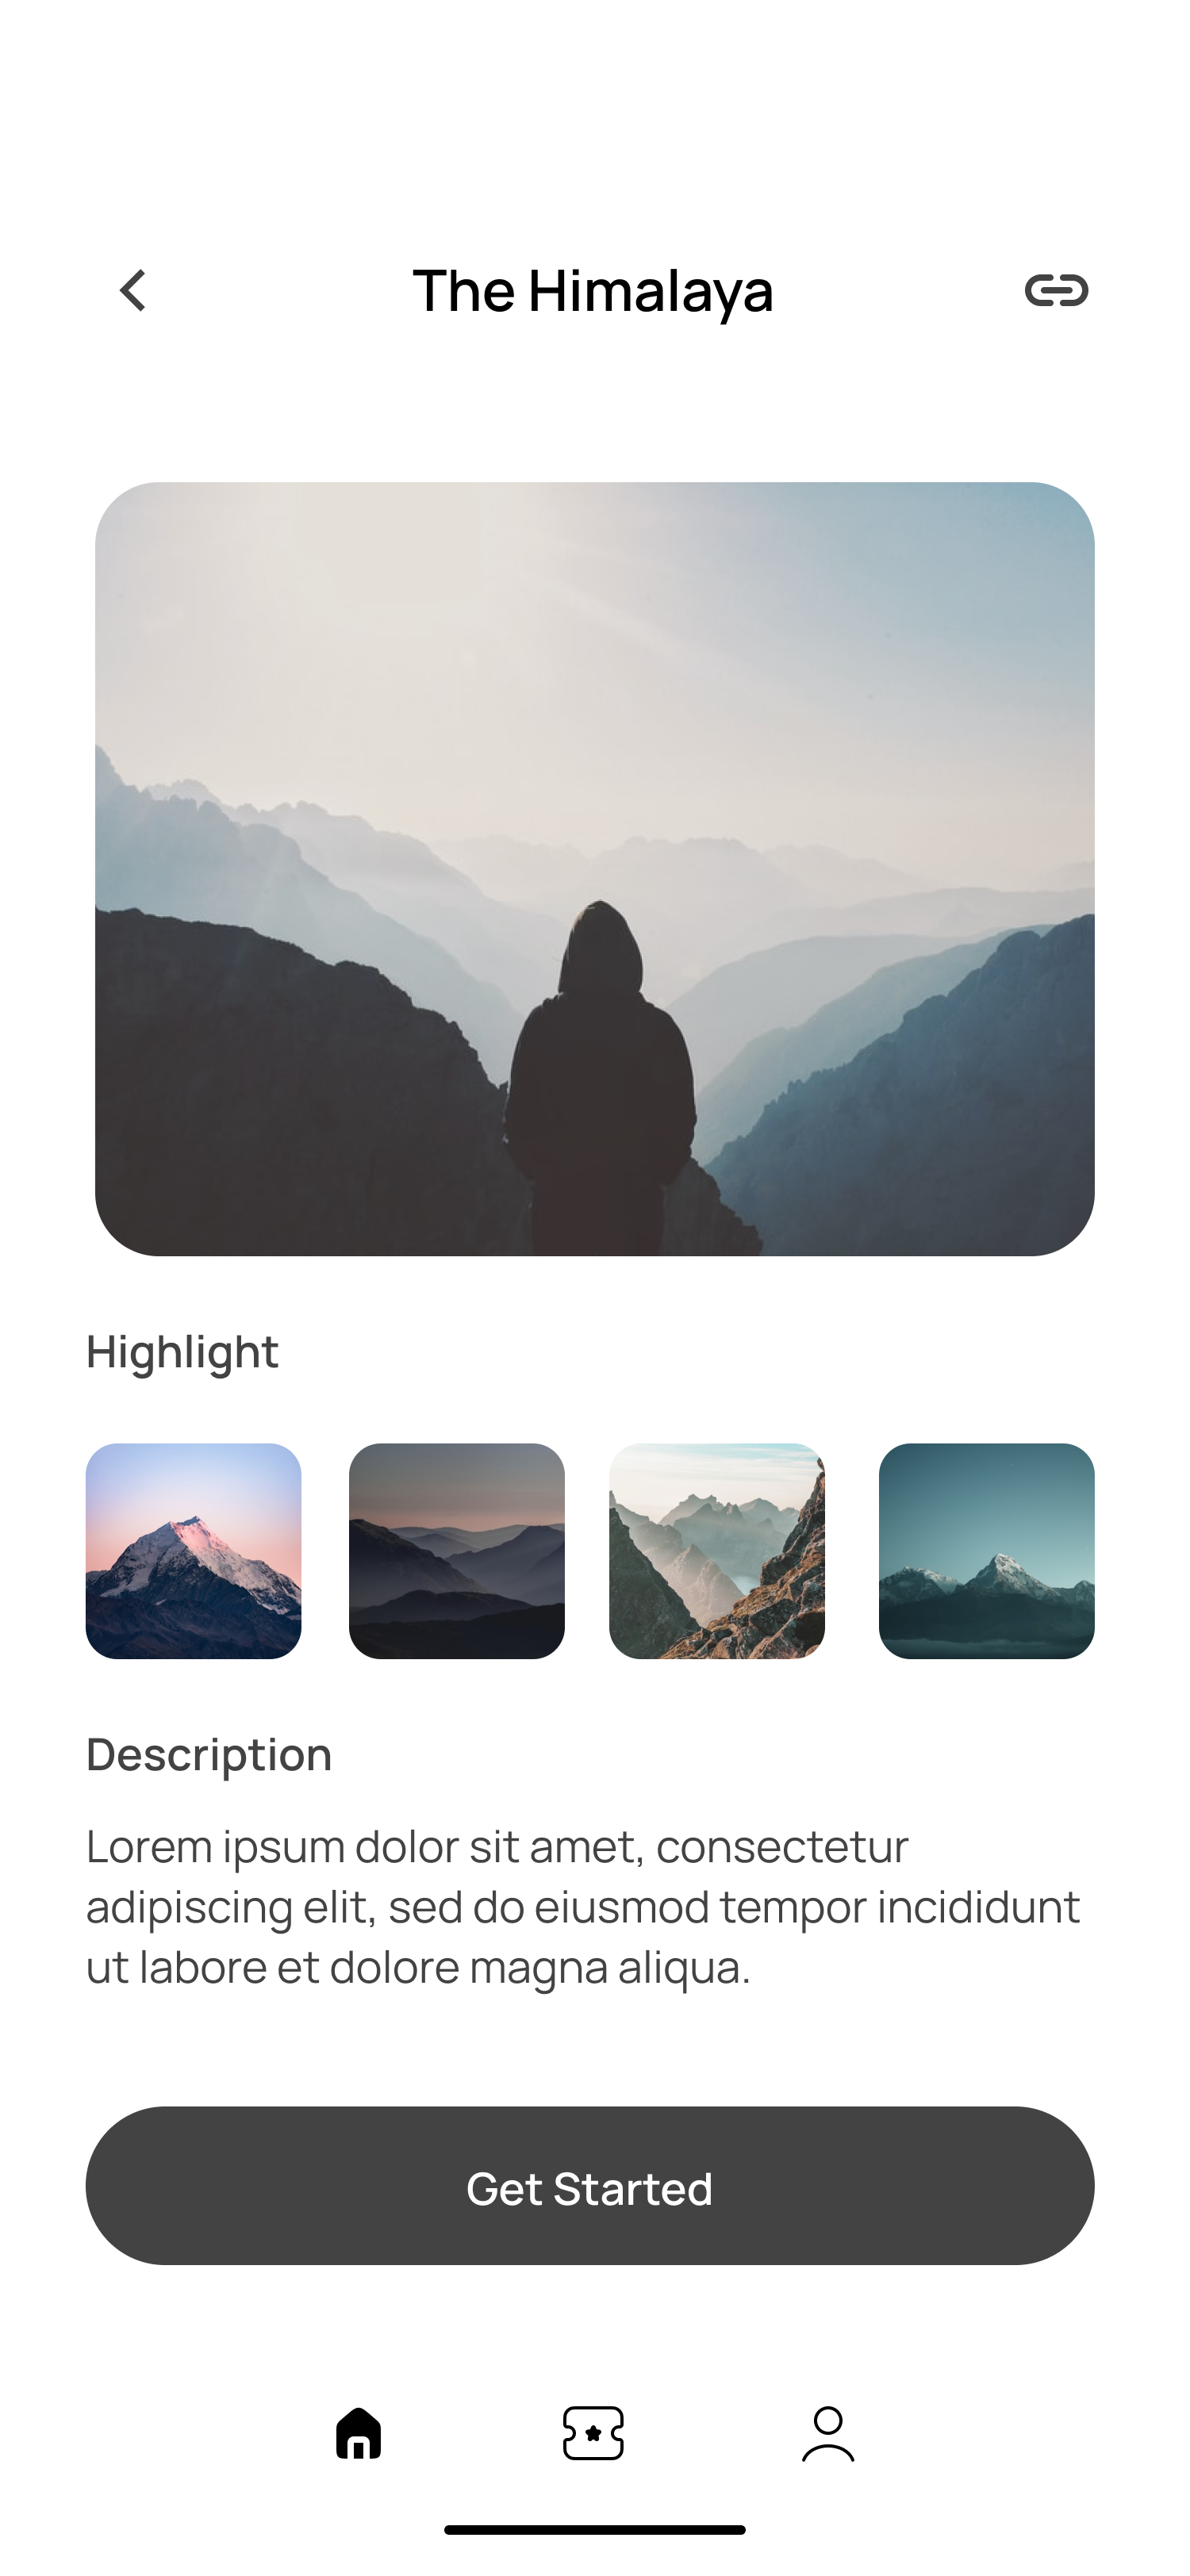 The Himalaya
Highlight
Description
Lorem ipsum dolor sit amet, consectetur
adipiscing elit, sed do eiusmod tempor incididunt
ut labore et dolore magna aliqua.
Get Started